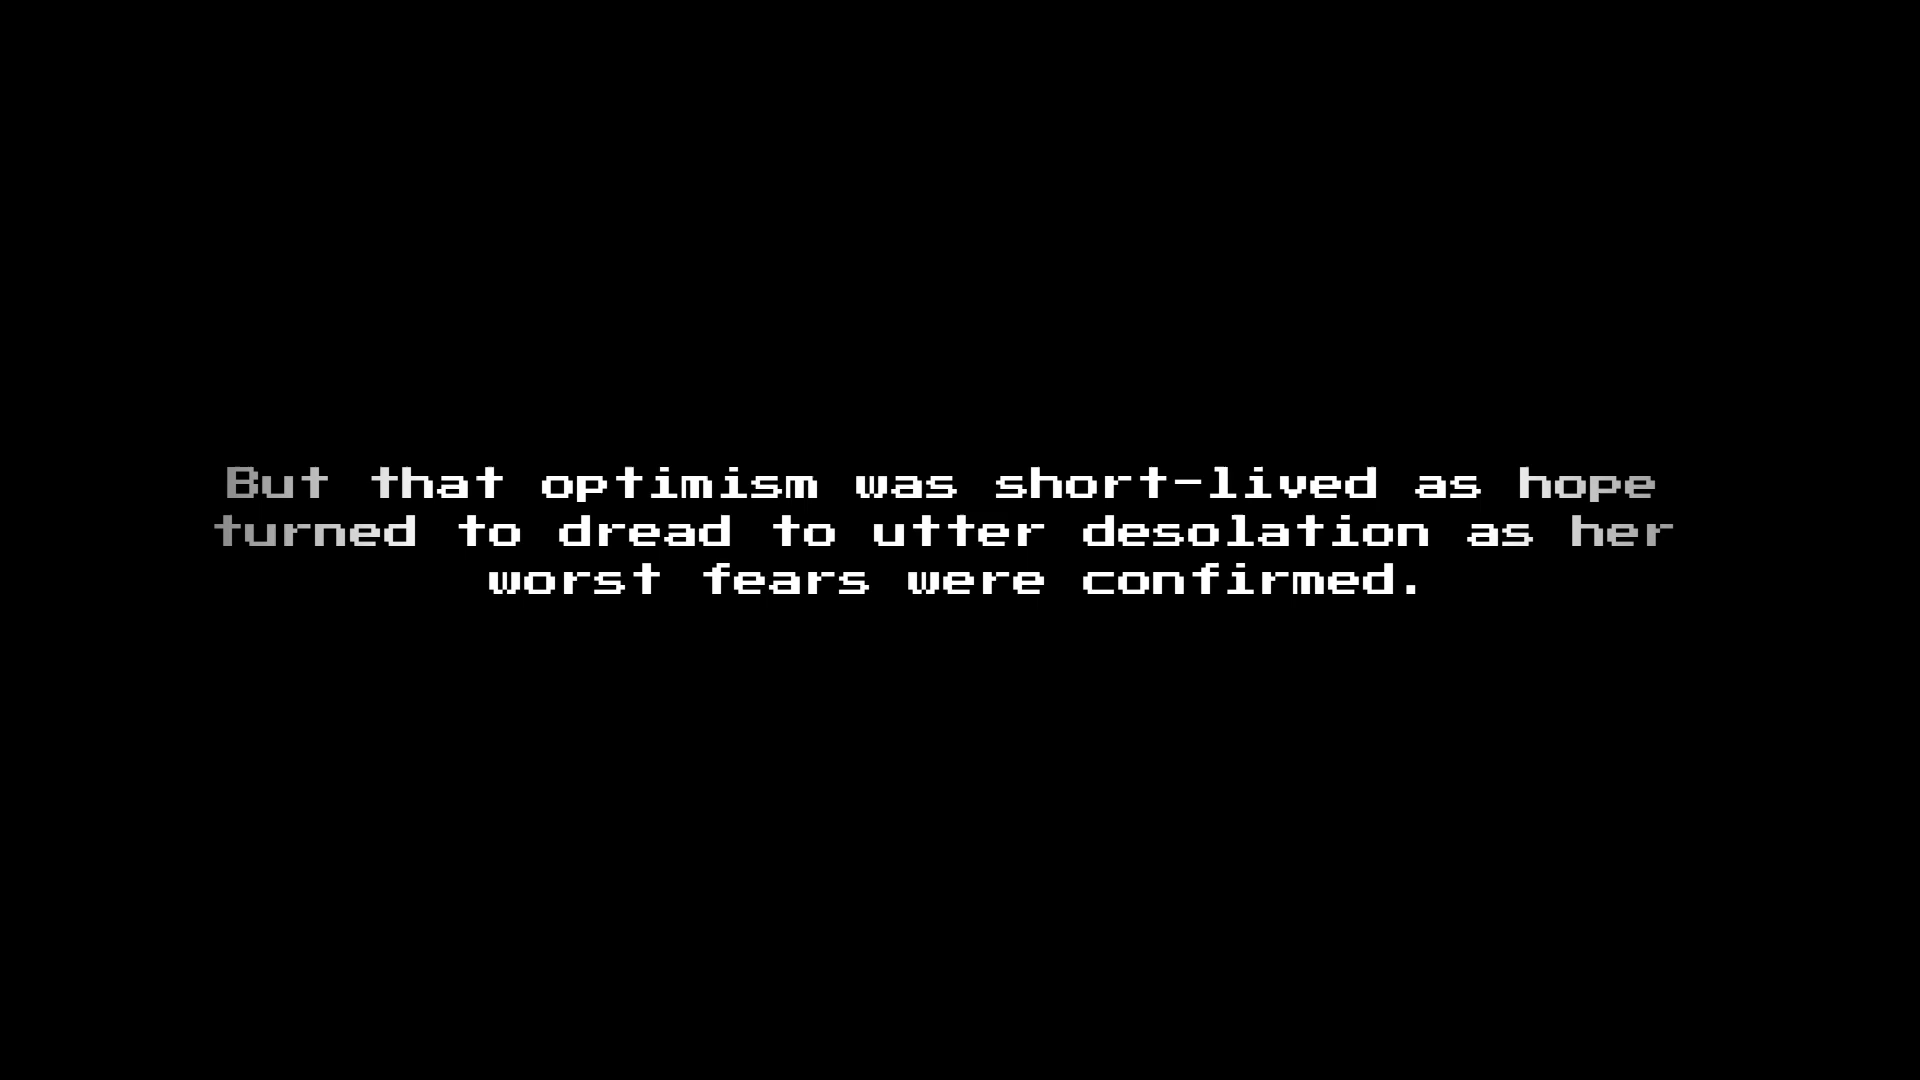 But that optimism was short-lived as hope
turned to dread to utter desolation as her
worst fears were confirmed.